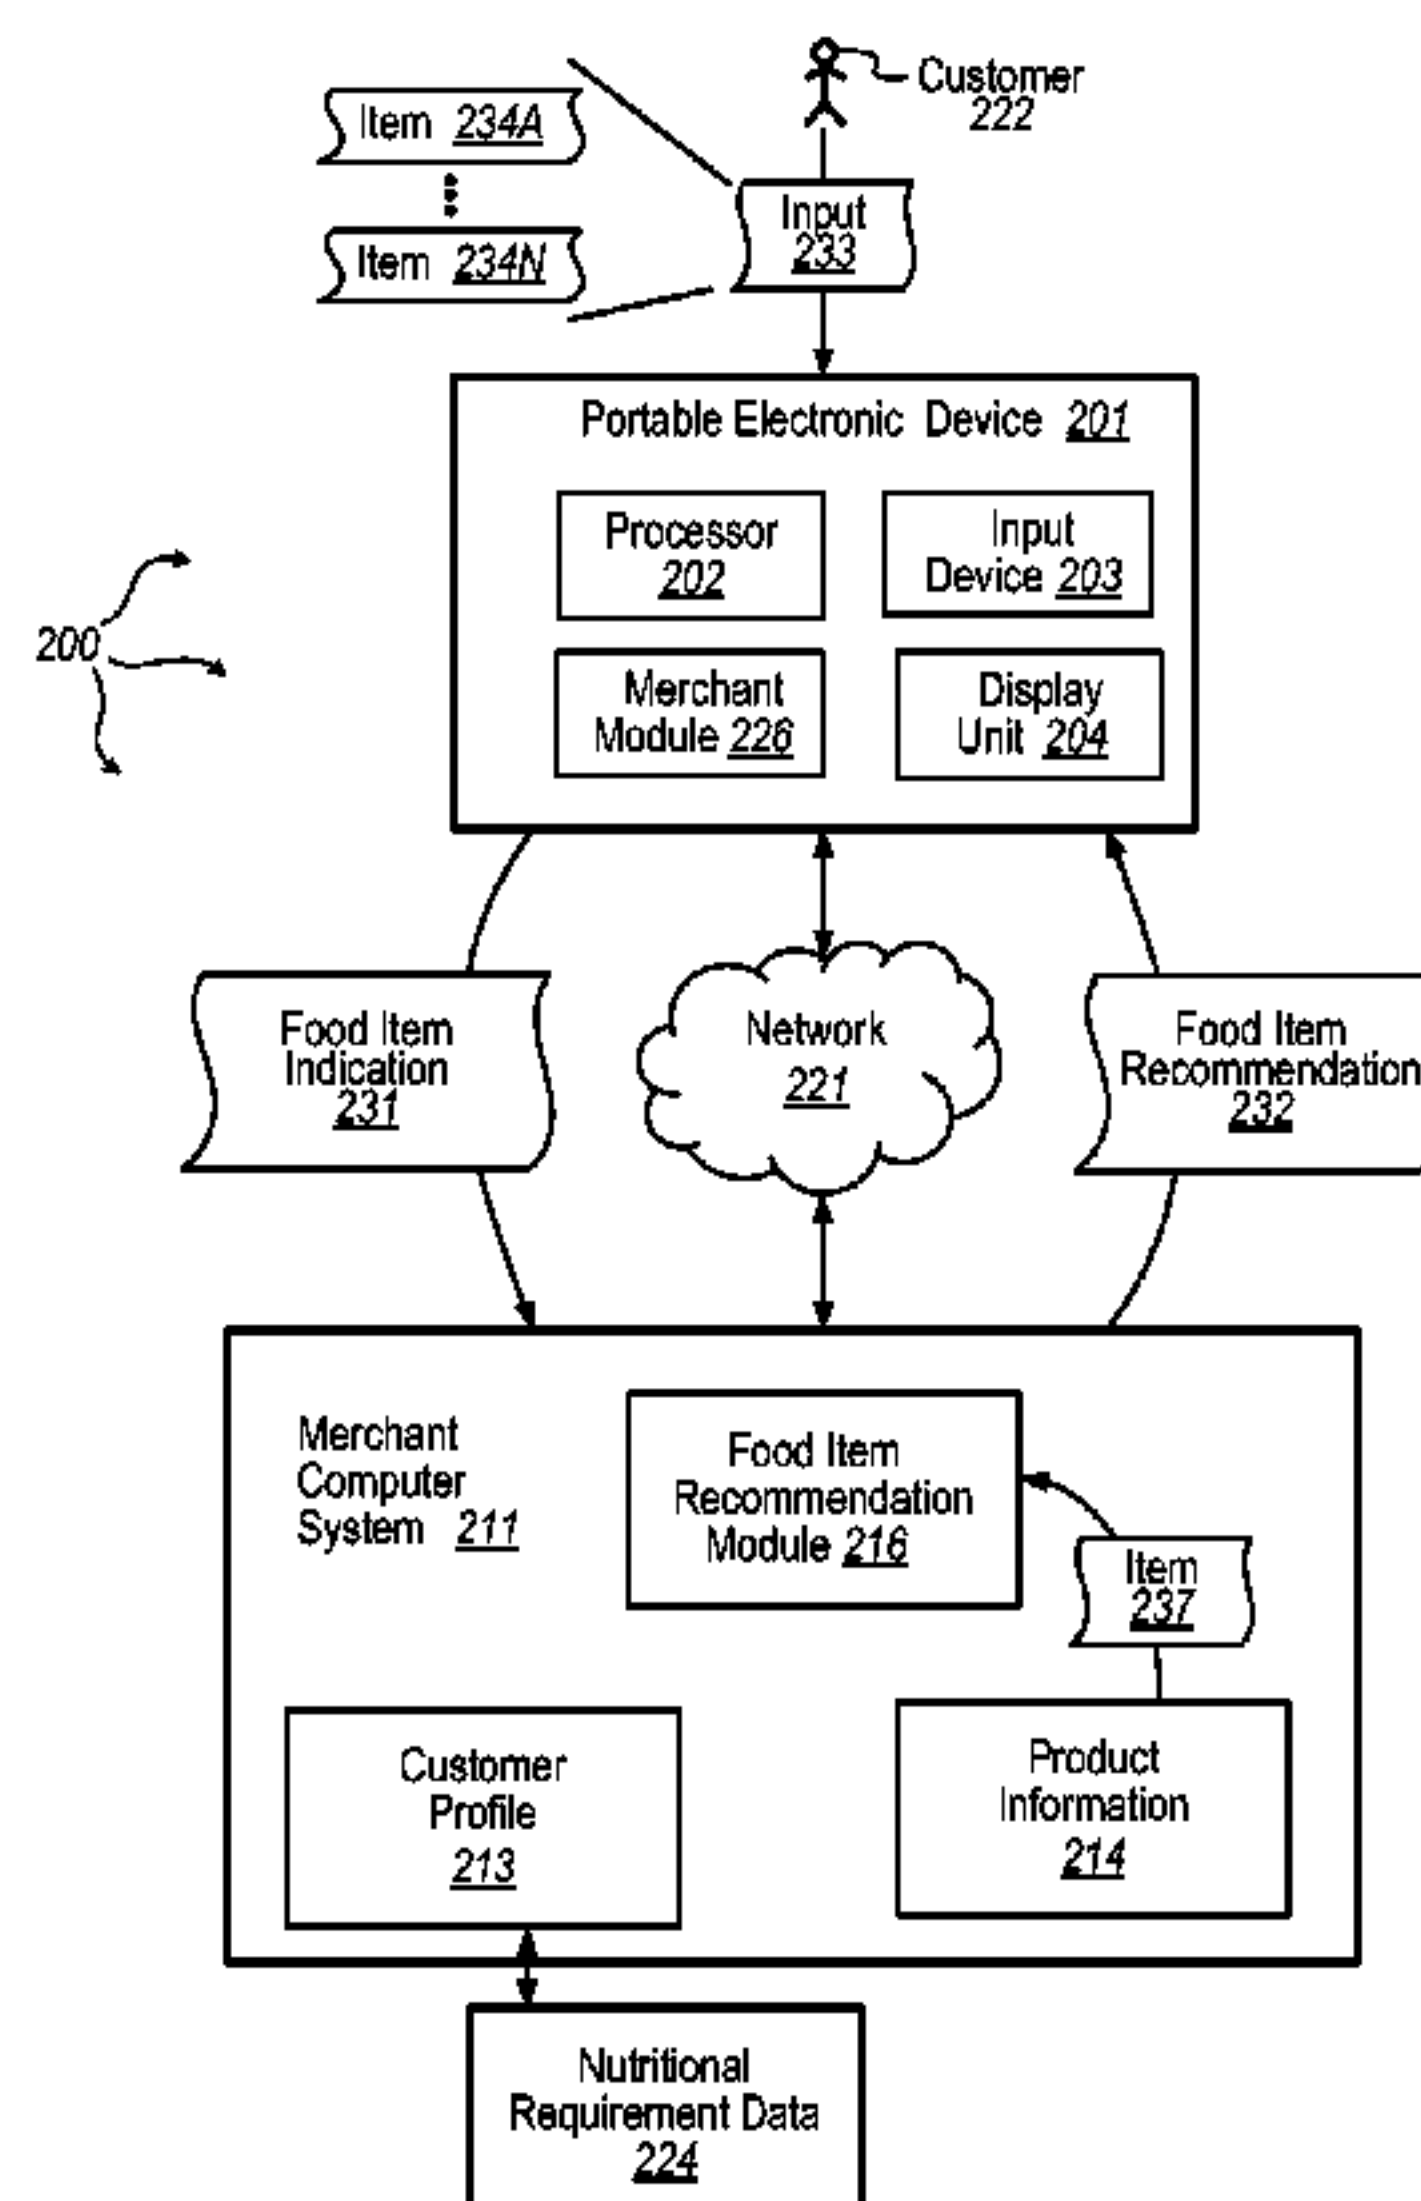 Customer
222
Item 234A
Item 234N
Input
233
Portable Electronic Device 201
Processor
202
Input
Device 203
Merchant
Module 226
Display
Unit 204
200
Food Item
Indication
231
Network
221
Food Item
Recommendation
232
Merchant
Computer
System 211
Food Item
Recommendation
Module 216
Item
237
Customer
Profile
213
Product
Information
214
Nutritional
Requirement Data
224